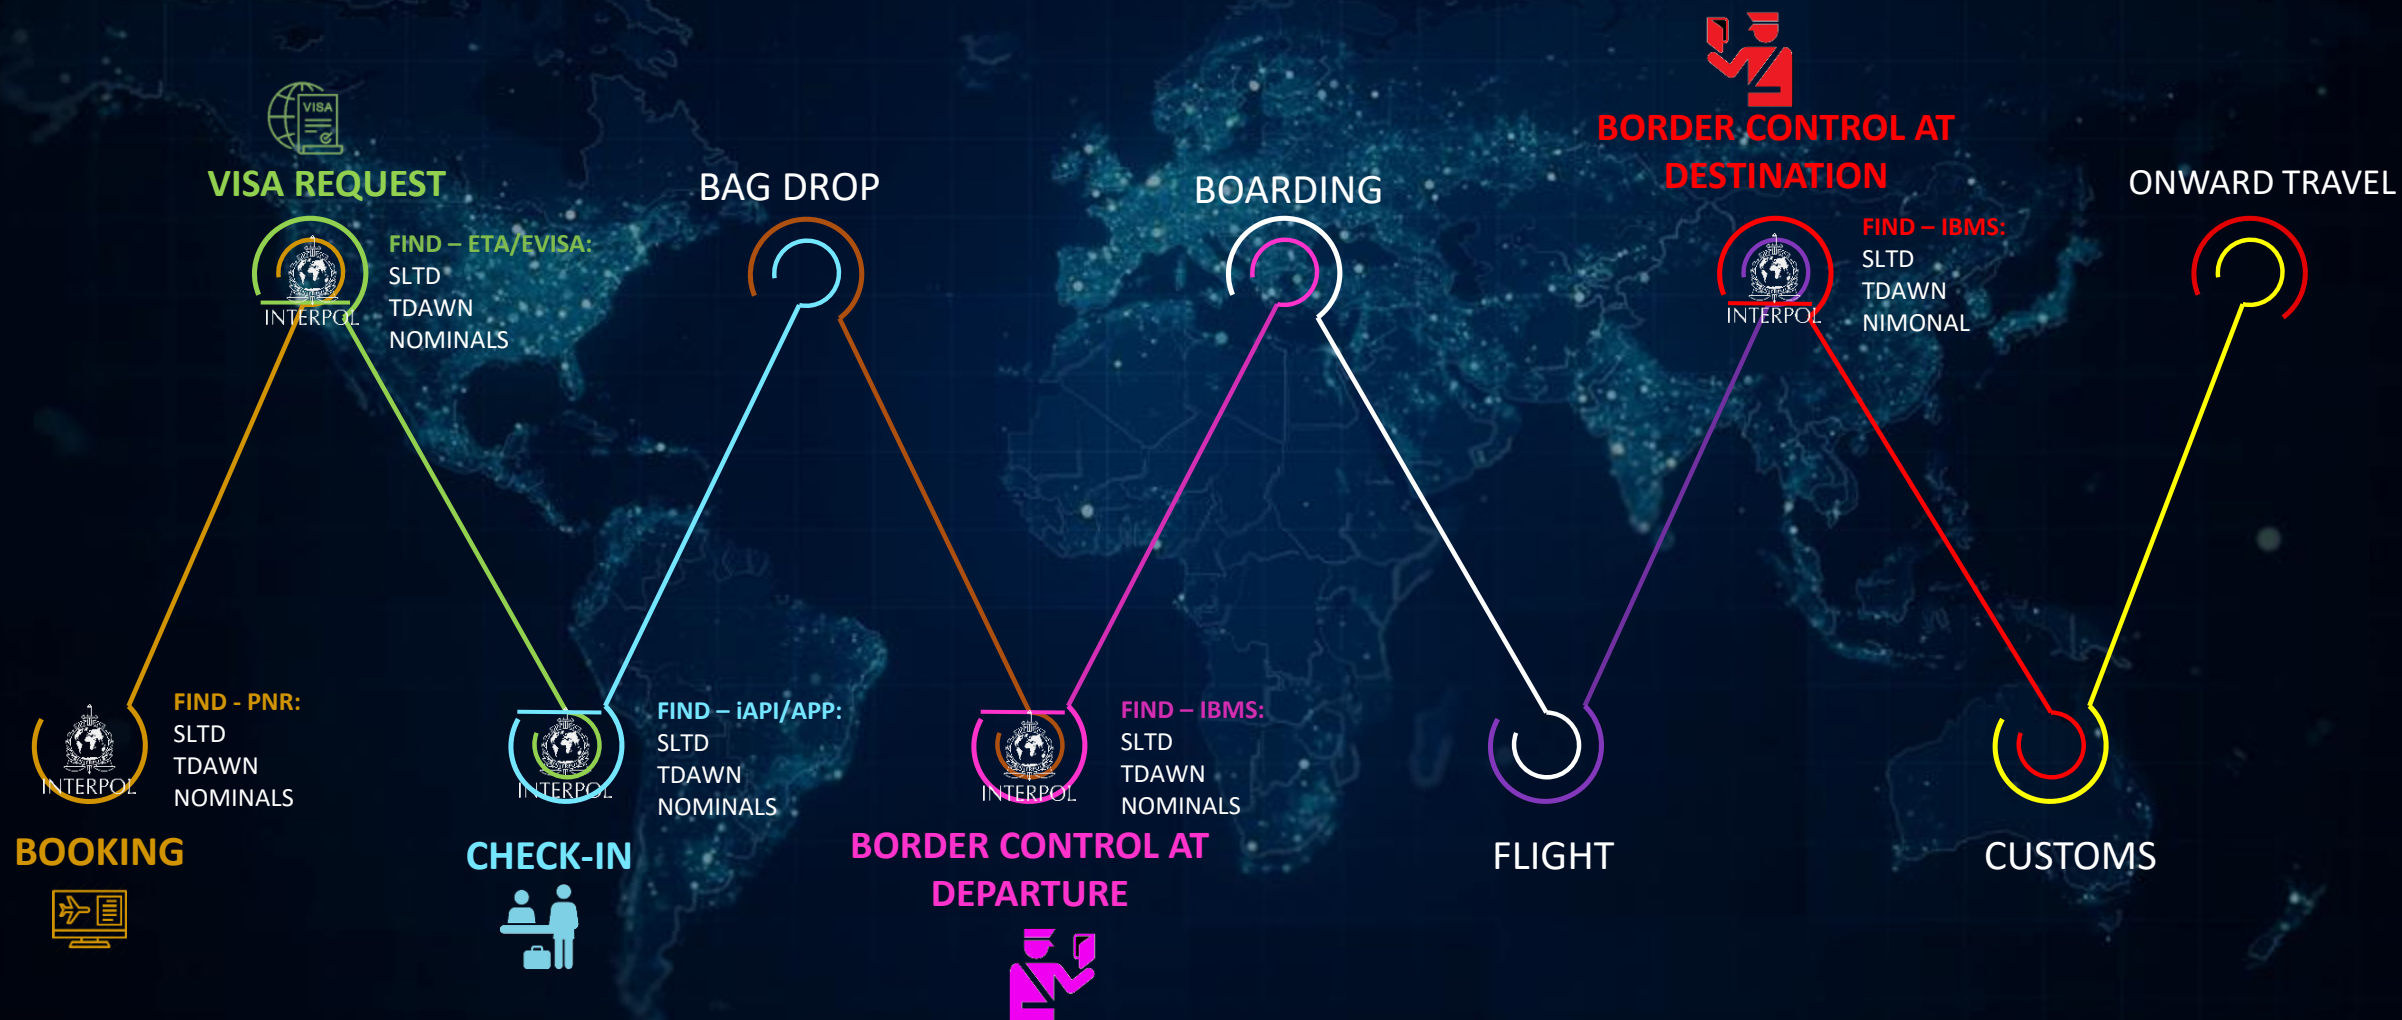 VISA
VISA REQUEST
INTERPOL
FIND – ETA/EVISA:
SLTD
TDAWN
NOMINALS
BAG DROP
BOARDING
BORDER CONTROL AT
DESTINATION
INTERPOL
FIND – IBMS:
SLTD
TDAWN
NIMONAL
ONWARD TRAVEL
INTERPOL
FIND - PNR:
SLTD
TDAWN
NOMINALS
BOOKING
INTERPOL
FIND – iAPI/APP:
SLTD
TDAWN
NOMINALS
CHECK-IN
INTERPOL
FIND – IBMS:
SLTD
TDAWN
NOMINALS
BORDER CONTROL AT
DEPARTURE
FLIGHT
CUSTOMS